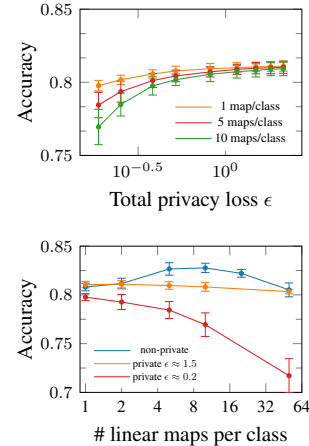 0.85
0.8
0.75
Accuracy
1 map/class
5 maps/class
10 maps/class
10^−0.5 10^0
Total privacy loss ϵ
0.85
0.8
0.75
0.7
Accuracy
non-private
private ϵ ≈ 1.5
private ϵ ≈ 0.2
1 2 4 8 16 32 64
# linear maps per class